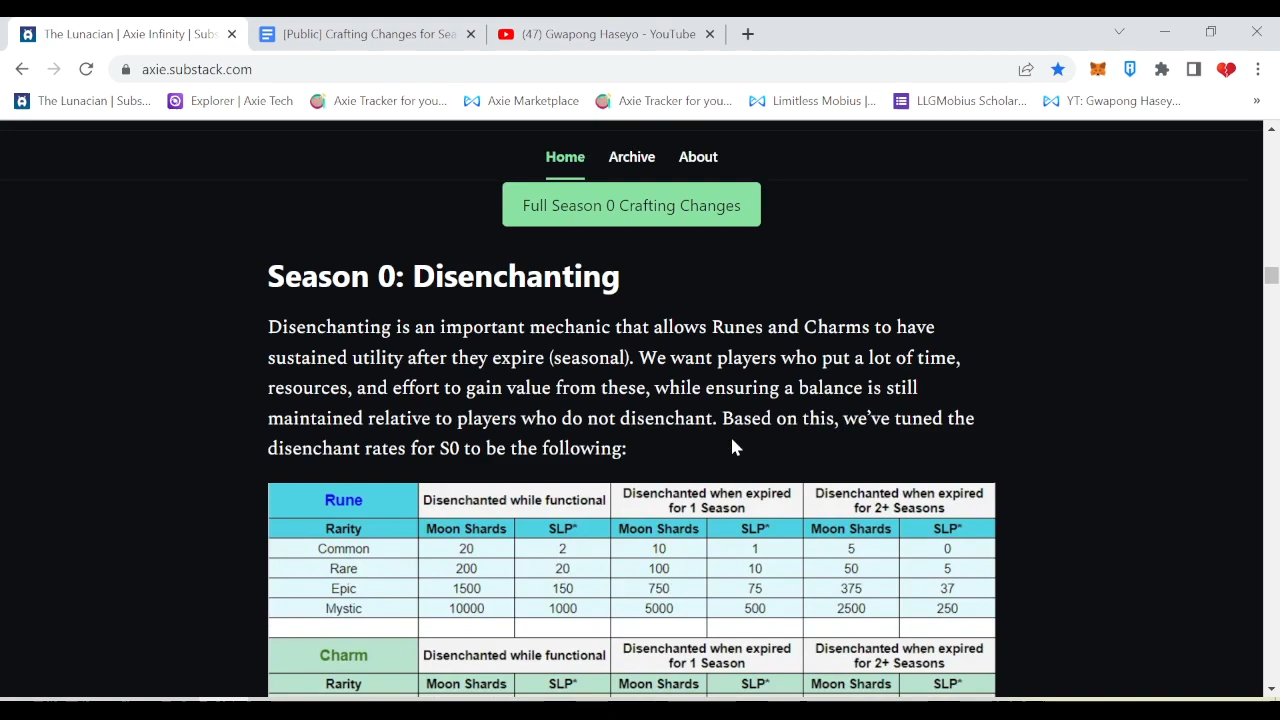 The Lunacian | Axie Infinity | Subs
[Public] Crafting Changes for Sea
(47) Gwapong Haseyo - YouTube
axie.substack.com
The Lunacian | Subs...
Explorer | Axie Tech
Axie Tracker for you...
Axie Marketplace
Axie Tracker for you...
Limitless Mobius |...
LLGMobius Scholar...
YT: Gwapong Hasey...
»
Home Archive About
Full Season 0 Crafting Changes
Season 0: Disenchanting
Disenchanting is an important mechanic that allows Runes and Charms to have
sustained utility after they expire (seasonal). We want players who put a lot of time,
resources, and effort to gain value from these, while ensuring a balance is still
maintained relative to players who do not disenchant. Based on this, we’ve tuned the
disenchant rates for S0 to be the following:
Rune Disenchanted while functional Disenchanted when expired for 1 Season Disenchanted when expired for 2+ Seasons
Rarity Moon Shards SLP* Moon Shards SLP* Moon Shards SLP*
Common 20 2 10 1 5 0
Rare 200 20 100 10 50 5
Epic 1500 150 750 75 375 37
Mystic 10000 1000 5000 500 2500 250
Charm Disenchanted while functional Disenchanted when expired for 1 Season Disenchanted when expired for 2+ Seasons
Rarity Moon Shards SLP* Moon Shards SLP* Moon Shards SLP*